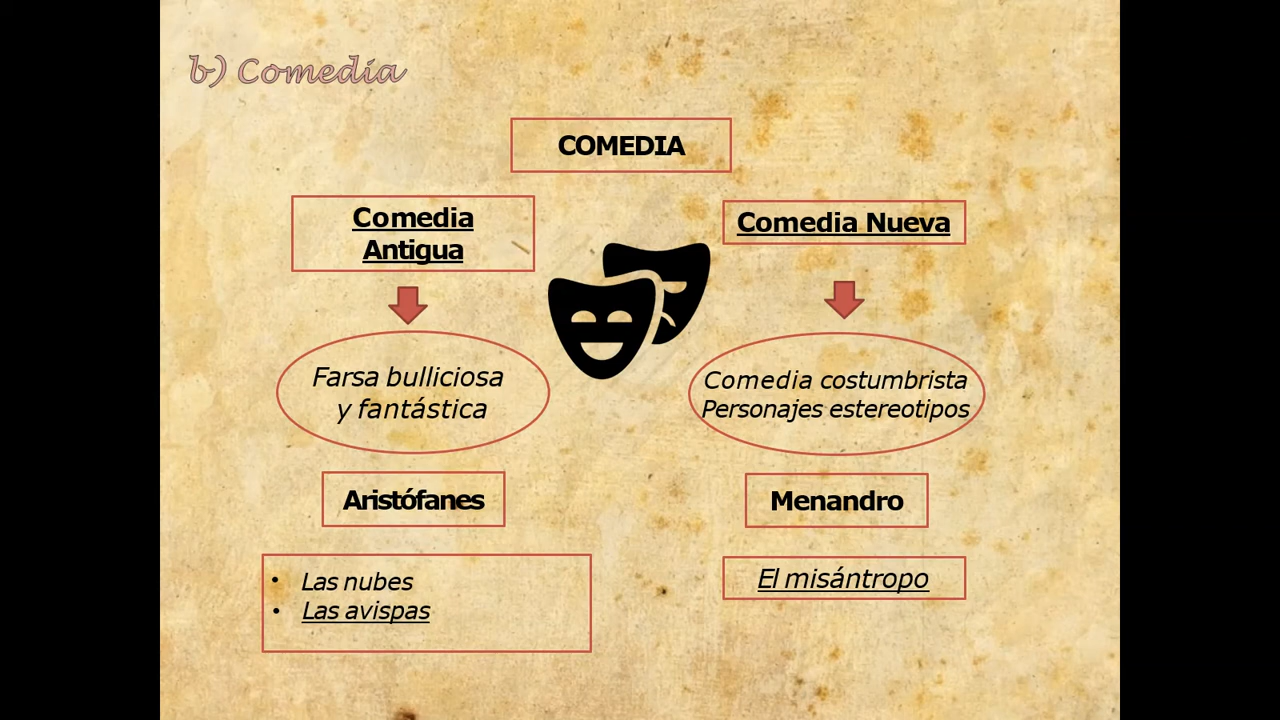 b) Comedia
COMEDIA
Comedia
Antigua
Comedia Nueva
Farsa bulliciosa
y fantástica
Comedia costumbrista
Personajes estereotipos
Aristófanes
Menandro
• Las nubes
• Las avispas
El misántropo